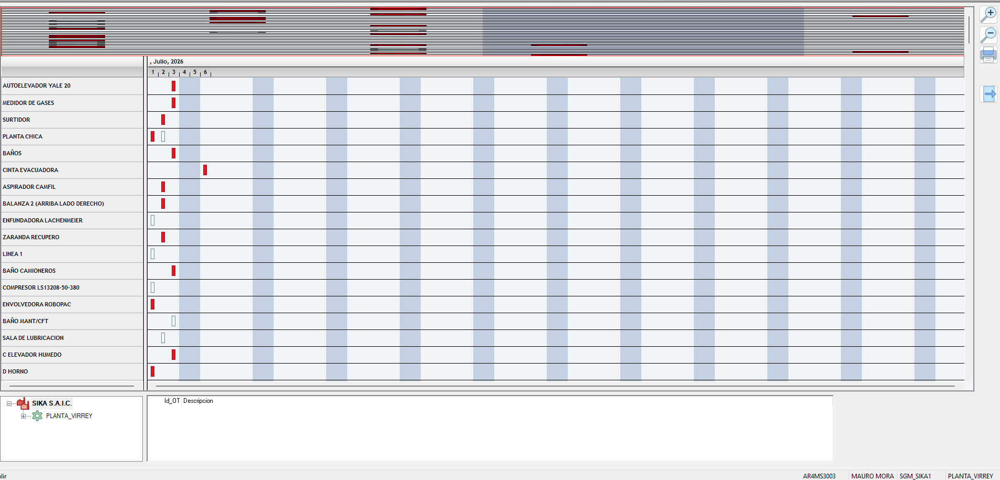 , Julio, 2026
1 2 3 4 5 6
AUTOELEVADOR YALE 20
MEDIDOR DE GASES
SURTIDOR
PLANTA CHICA
BAÑOS
CINTA EVACUADORA
ASPIRADOR CAMFIL
BALANZA 2 (ARRIBA LADO DERECHO)
ENFUNDADORA LACHENMEIER
ZARANDA RECUPERO
LINEA 1
BAÑO CAMIONEROS
COMPRESOR LS13208-50-380
ENVOLVEDORA ROBOPAC
BAÑO MANT/CFT
SALA DE LUBRICACION
C ELEVADOR HUMEDO
D HORNO
SIKA S.A.I.C.
PLANTA_VIRREY
Id_OT Descripcion
lir AR4MS3003 MAURO MORA SGM_SIKA1 PLANTA_VIRREY